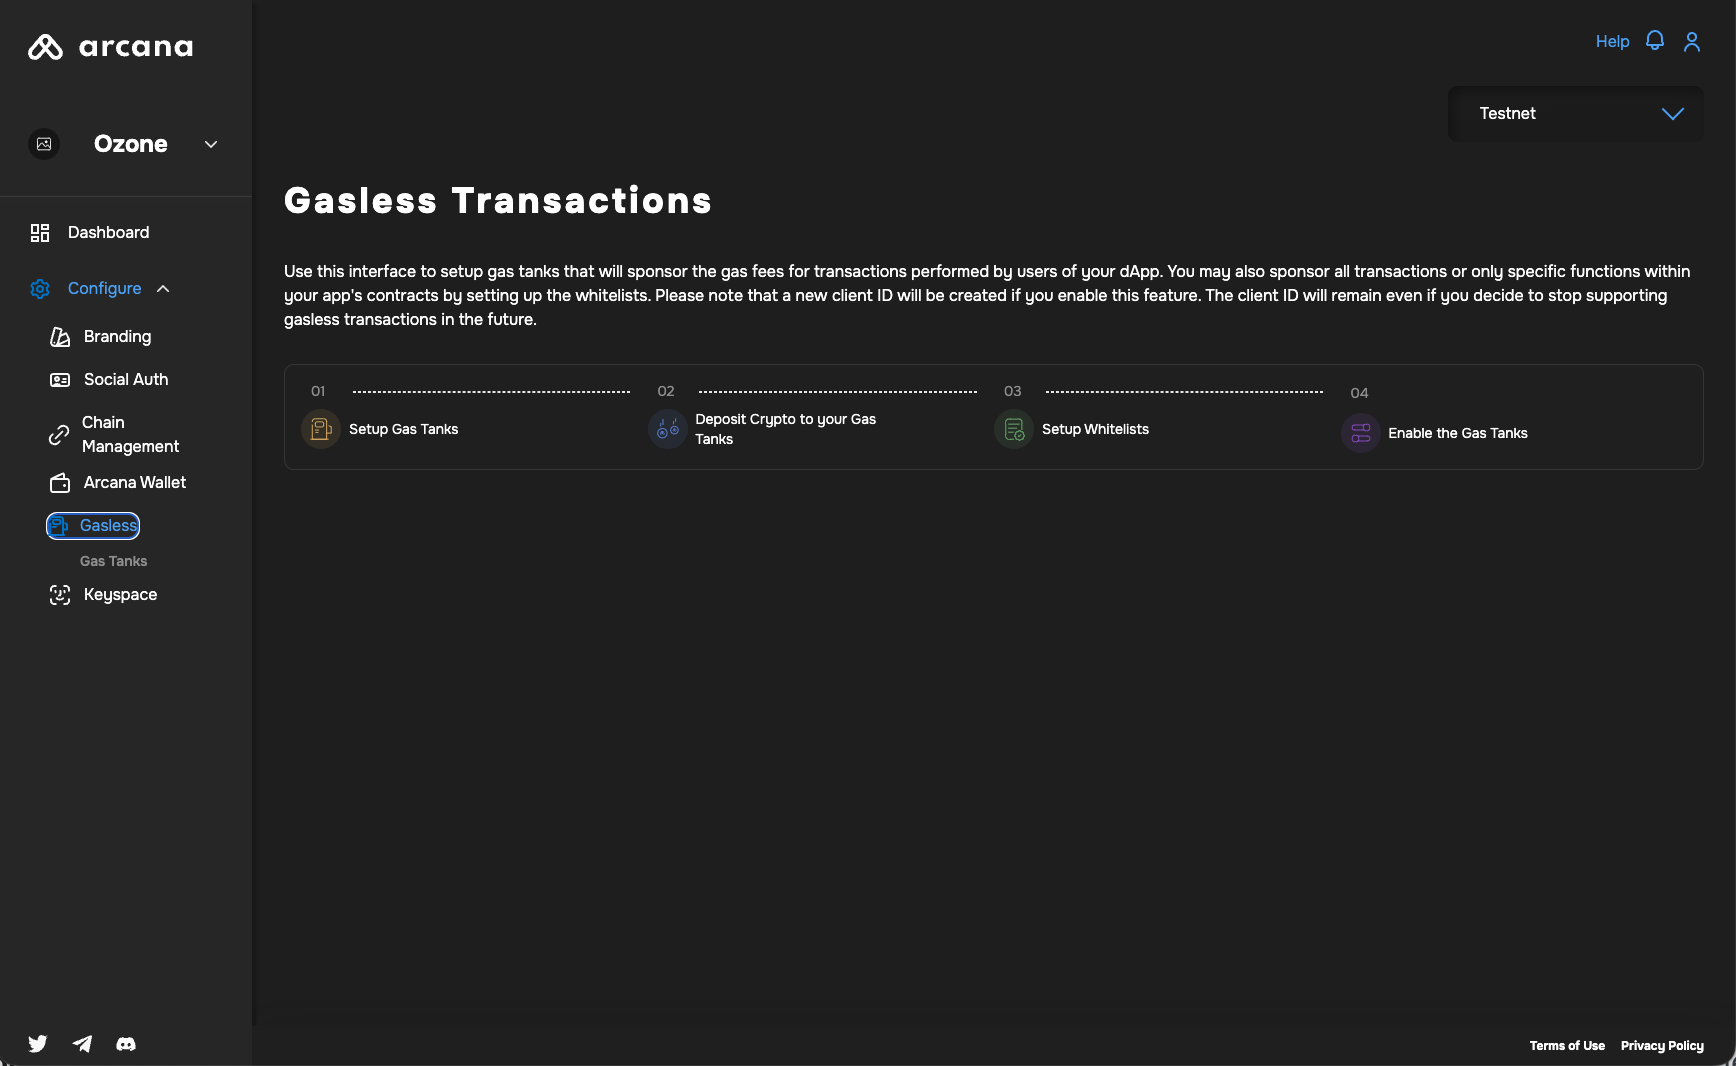 arcana
Ozone
Dashboard
Configure
Branding
Social Auth
Chain
Management
Arcana Wallet
Gasless
Gas Tanks
Keyspace
Help
Testnet
Gasless Transactions
Use this interface to setup gas tanks that will sponsor the gas fees for transactions performed by users of your dApp. You may also sponsor all transactions or only specific functions within
your app's contracts by setting up the whitelists. Please note that a new client ID will be created if you enable this feature. The client ID will remain even if you decide to stop supporting
gasless transactions in the future.
01
Setup Gas Tanks
02
Deposit Crypto to your Gas
Tanks
03
Setup Whitelists
04
Enable the Gas Tanks
Terms of Use
Privacy Policy